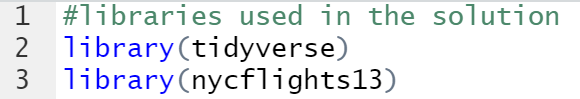 1 #libraries used in the solution
2 library(tidyverse)
3 library(nycflights13)